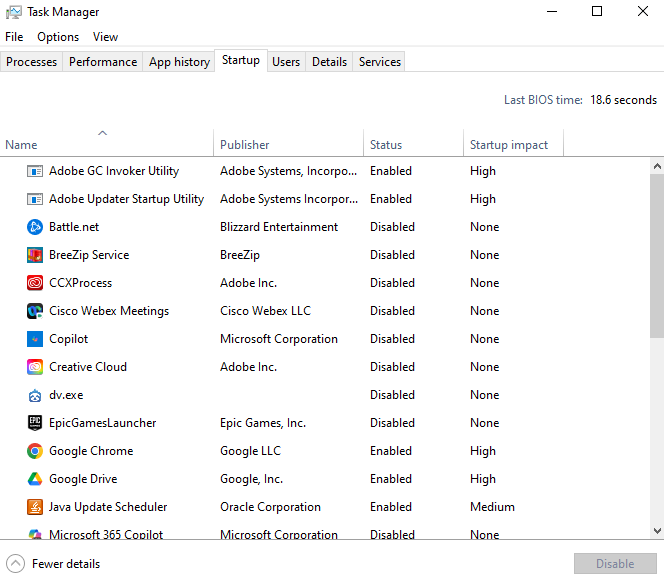 Task Manager
File Options View
Processes Performance App history Startup Users Details Services
Last BIOS time: 18.6 seconds
Name Publisher Status Startup impact
Adobe GC Invoker Utility Adobe Systems, Incorpo... Enabled High
Adobe Updater Startup Utility Adobe Systems Incorpor... Enabled High
Battle.net Blizzard Entertainment Disabled None
BreeZip Service BreeZip Disabled None
CCXProcess Adobe Inc. Disabled None
Cisco Webex Meetings Cisco Webex LLC Disabled None
Copilot Microsoft Corporation Disabled None
Creative Cloud Adobe Inc. Disabled None
dv.exe Disabled None
EPIC EpicGamesLauncher Epic Games, Inc. Disabled None
Google Chrome Google LLC Enabled High
Google Drive Google, Inc. Enabled High
Java Update Scheduler Oracle Corporation Enabled Medium
Microsoft 365 Copilot Microsoft Corporation Disabled None
Fewer details Disable